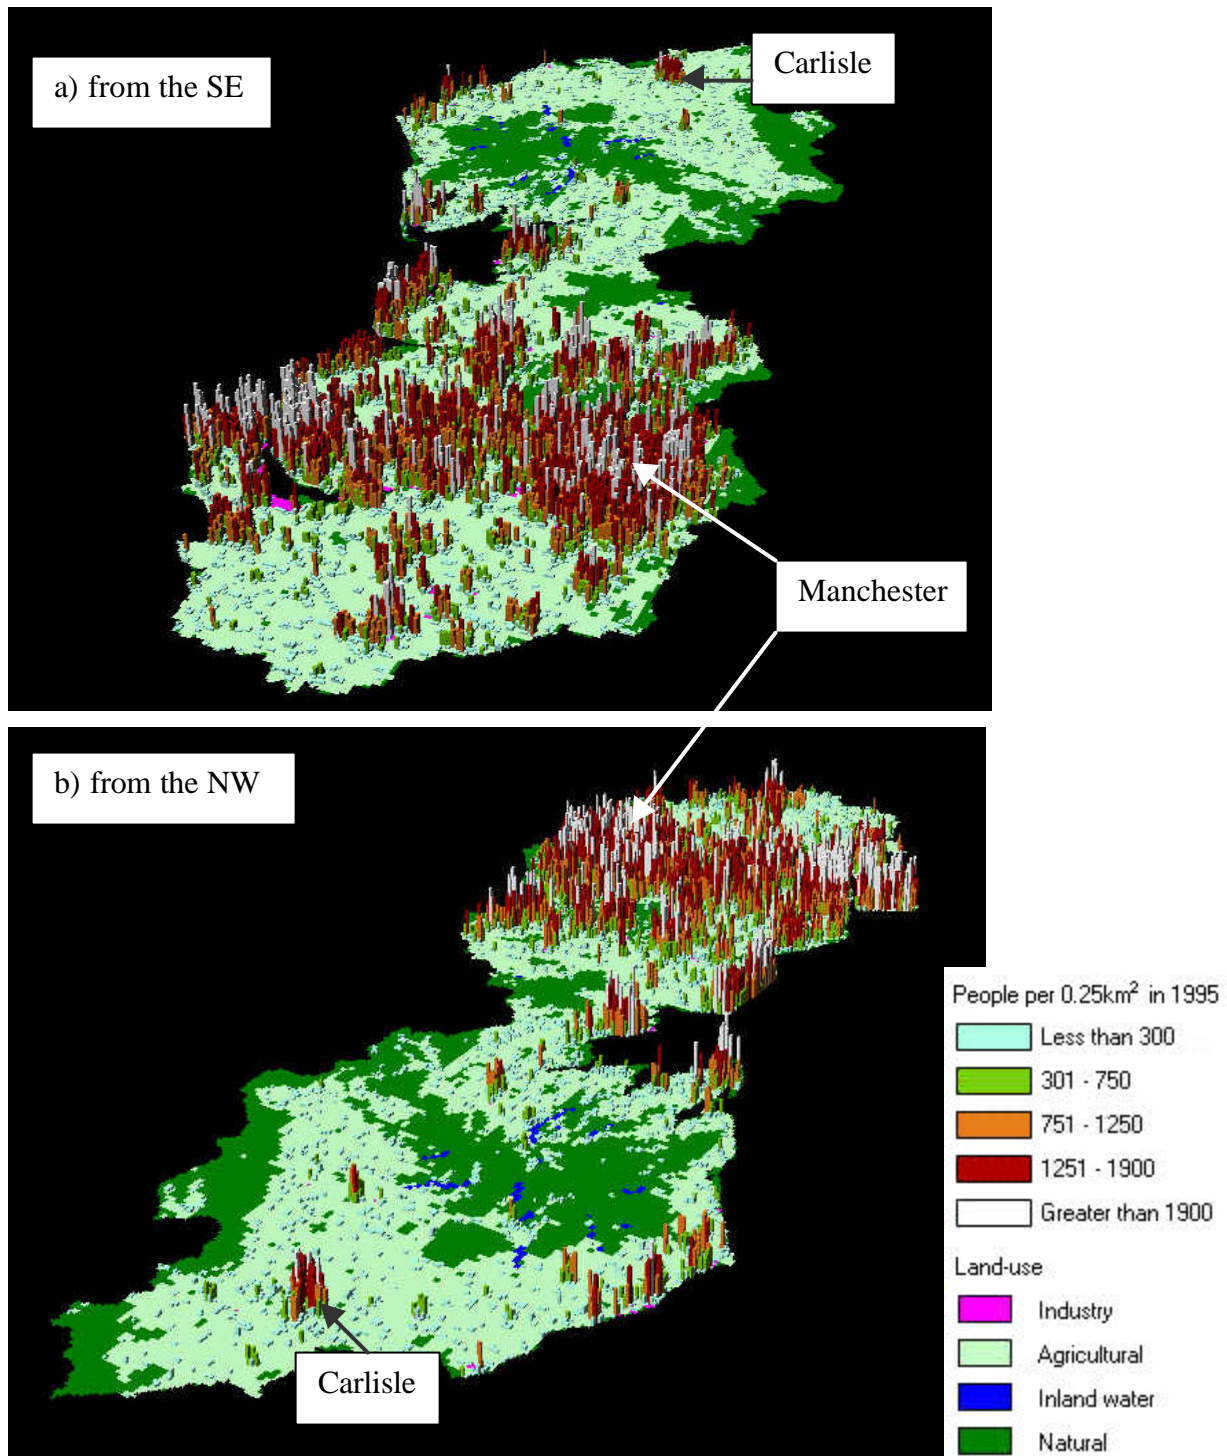 a) from the SE
Carlisle
Manchester
b) from the NW
Carlisle
People per 0.25km² in 1995
Less than 300
301 - 750
751 - 1250
1251 - 1900
Greater than 1900
Land-use
Industry
Agricultural
Inland water
Natural